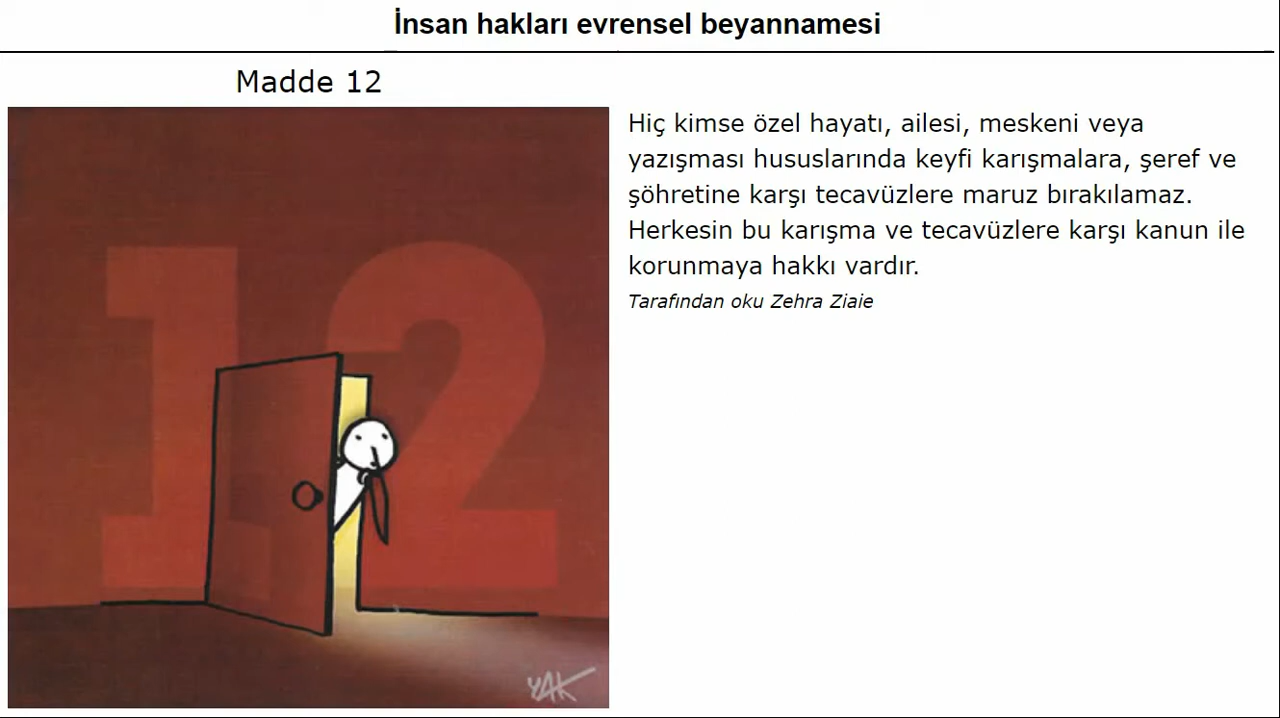 İnsan hakları evrensel beyannamesi
Madde 12
12
Hiç kimse özel hayatı, ailesi, meskeni veya
yazışması hususlarında keyfi karışmalara, şeref ve
şöhretine karşı tecavüzlere maruz bırakılamaz.
Herkesin bu karışma ve tecavüzlere karşı kanun ile
korunmaya hakkı vardır.
Tarafından oku Zehra Ziaie
YAK